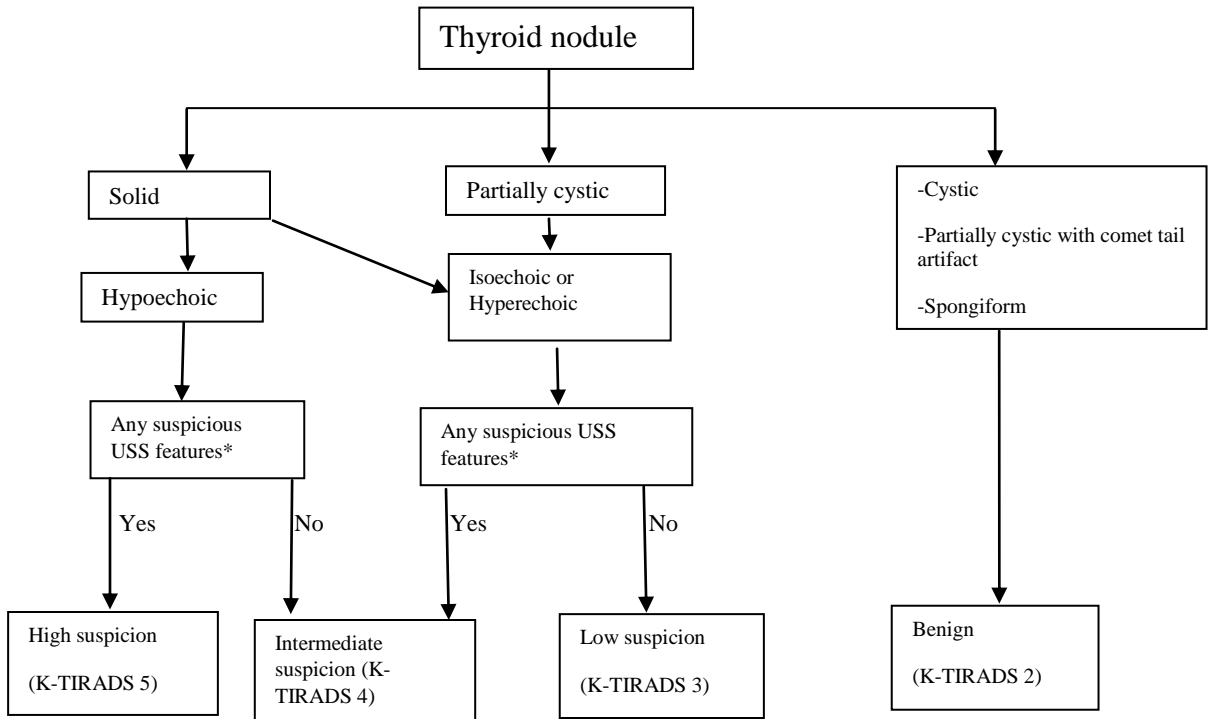 Thyroid nodule
Solid
Partially cystic
-Cystic
-Partially cystic with comet tail
artifact
-Spongiform
Hypoechoic
Isoechoic or
Hyperechoic
Any suspicious
USS features*
Any suspicious USS
features*
Yes
No
Yes
No
High suspicion
(K-TIRADS 5)
Intermediate
suspicion (K-
TIRADS 4)
Low suspicion
(K-TIRADS 3)
Benign
(K-TIRADS 2)